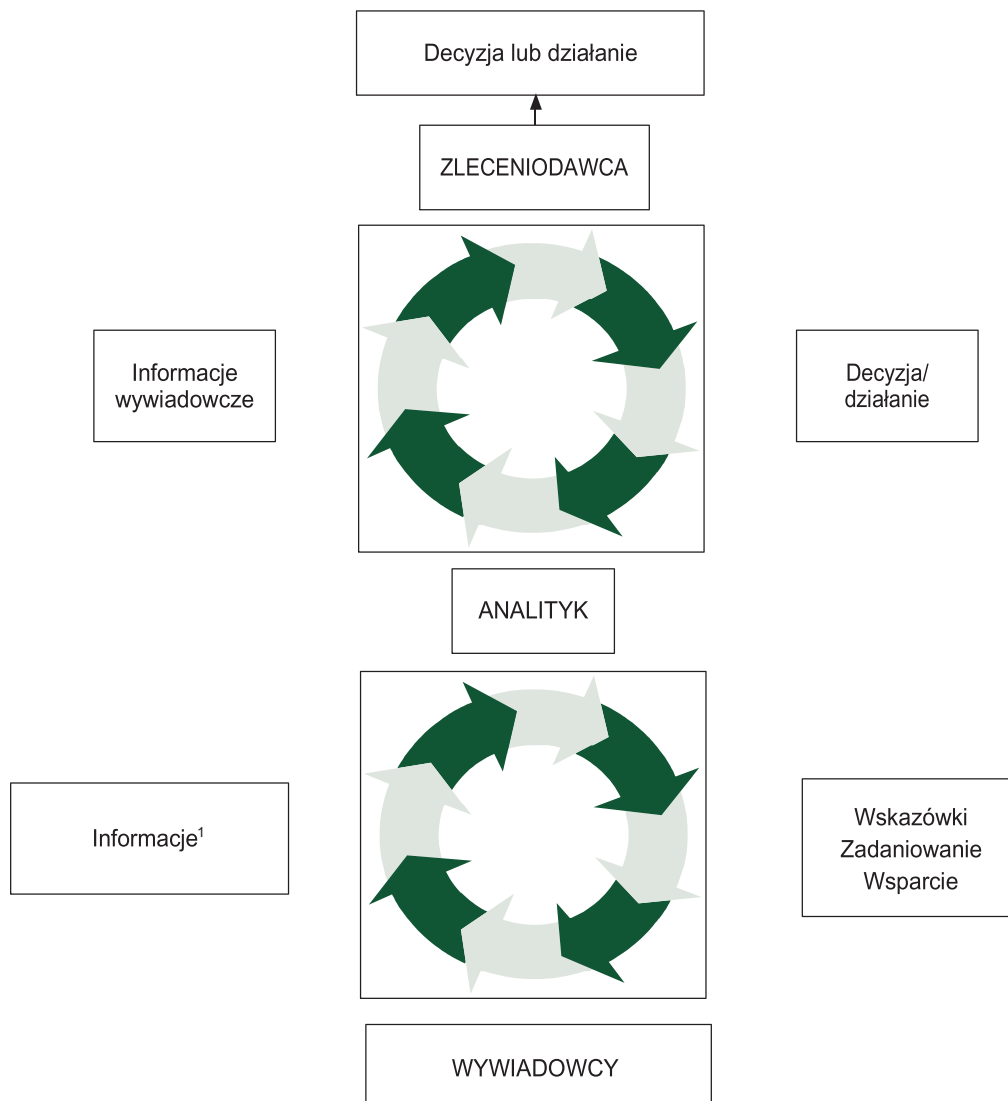 Decyzja lub działanie
ZLECENIODAWCA
Informacje
wywiadowcze
Decyzja/
działanie
ANALITYK
Informacje¹
Wskazówki
Zadaniowanie
Wsparcie
WYWIADOWCY